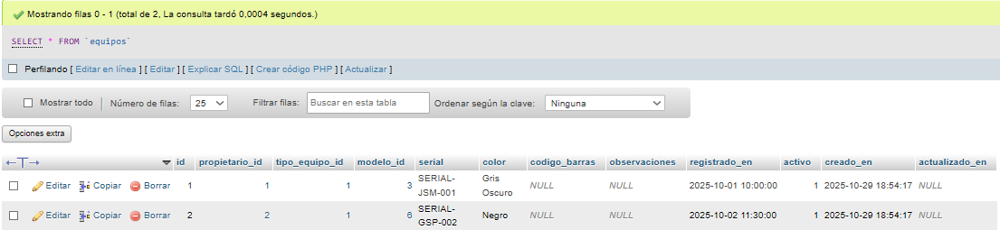 Mostrando filas 0 - 1 (total de 2, La consulta tardó 0,0004 segundos.)
SELECT * FROM `equipos`
Perfilando [ Editar en línea ] [ Editar ] [ Explicar SQL ] [ Crear código PHP ] [ Actualizar ]
Mostrar todo Número de filas: 25 Filtrar filas: Buscar en esta tabla Ordenar según la clave: Ninguna
Opciones extra
←T→ id propietario_id tipo_equipo_id modelo_id serial color codigo_barras observaciones registrado_en activo creado_en actualizado_en
Editar Copiar Borrar 1 1 1 3 SERIAL-JSM-001 Gris Oscuro NULL NULL 2025-10-01 10:00:00 1 2025-10-29 18:54:17 NULL
Editar Copiar Borrar 2 2 1 6 SERIAL-GSP-002 Negro NULL NULL 2025-10-02 11:30:00 1 2025-10-29 18:54:17 NULL